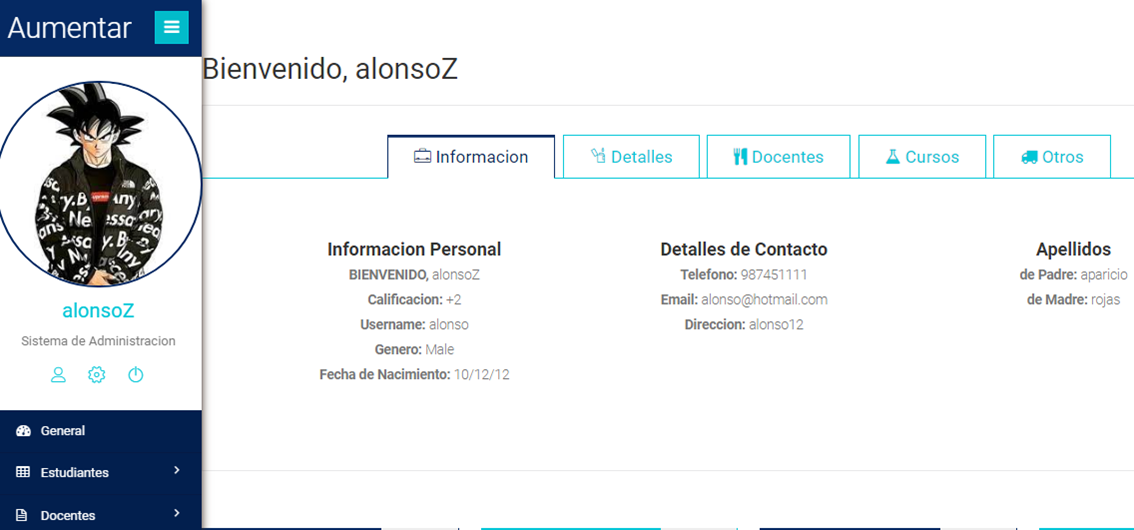 Aumentar
Bienvenido, alonsoZ
Informacion
Detalles
Docentes
Cursos
Otros
alonsoZ
Sistema de Administracion
General
Estudiantes
Docentes
Informacion Personal
BIENVENIDO, alonsoZ
Calificacion: +2
Username: alonso
Genero: Male
Fecha de Nacimiento: 10/12/12
Detalles de Contacto
Telefono: 987451111
Email: alonso@hotmail.com
Direccion: alonso12
Apellidos
de Padre: aparicio
de Madre: rojas